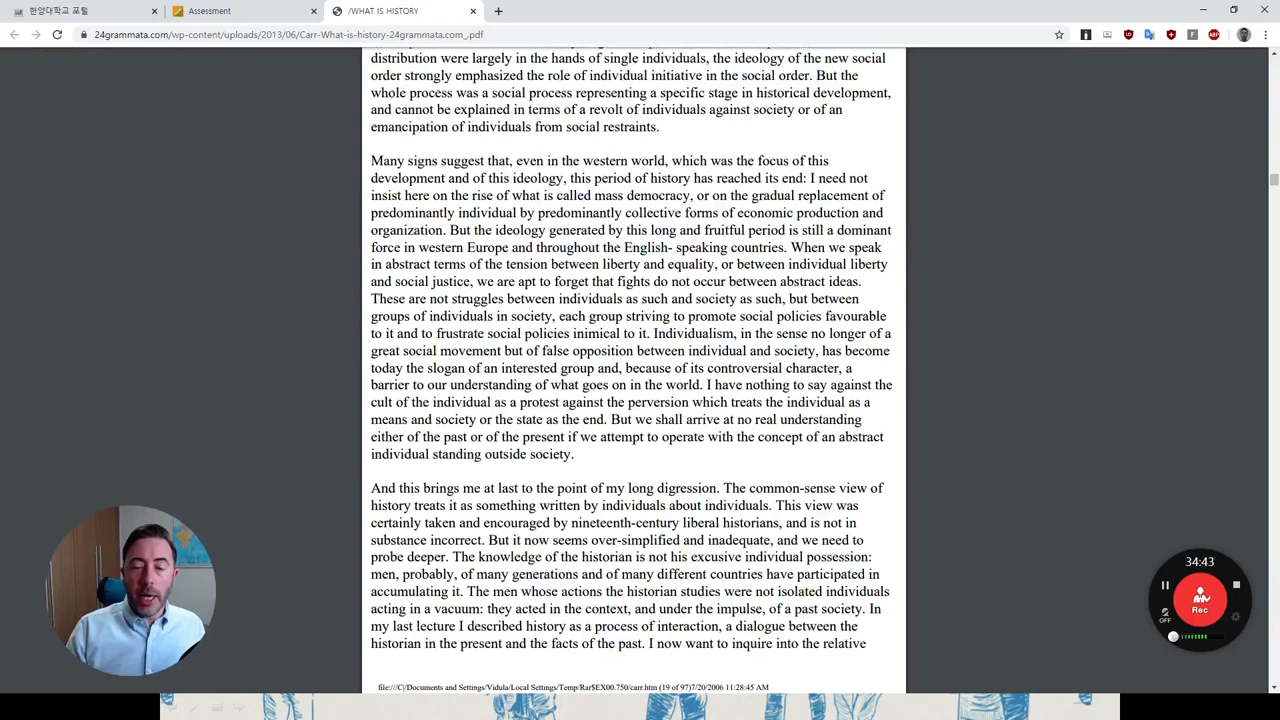 한양대학교 포털
Assessment
/WHAT IS HISTORY
24grammata.com/wp-content/uploads/2013/06/Carr-What-is-history-24grammata.com_.pdf
distribution were largely in the hands of single individuals, the ideology of the new social
order strongly emphasized the role of individual initiative in the social order. But the
whole process was a social process representing a specific stage in historical development,
and cannot be explained in terms of a revolt of individuals against society or of an
emancipation of individuals from social restraints.
Many signs suggest that, even in the western world, which was the focus of this
development and of this ideology, this period of history has reached its end: I need not
insist here on the rise of what is called mass democracy, or on the gradual replacement of
predominantly individual by predominantly collective forms of economic production and
organization. But the ideology generated by this long and fruitful period is still a dominant
force in western Europe and throughout the English- speaking countries. When we speak
in abstract terms of the tension between liberty and equality, or between individual liberty
and social justice, we are apt to forget that fights do not occur between abstract ideas.
These are not struggles between individuals as such and society as such, but between
groups of individuals in society, each group striving to promote social policies favourable
to it and to frustrate social policies inimical to it. Individualism, in the sense no longer of a
great social movement but of false opposition between individual and society, has become
today the slogan of an interested group and, because of its controversial character, a
barrier to our understanding of what goes on in the world. I have nothing to say against the
cult of the individual as a protest against the perversion which treats the individual as a
means and society or the state as the end. But we shall arrive at no real understanding
either of the past or of the present if we attempt to operate with the concept of an abstract
individual standing outside society.
And this brings me at last to the point of my long digression. The common-sense view of
history treats it as something written by individuals about individuals. This view was
certainly taken and encouraged by nineteenth-century liberal historians, and is not in
substance incorrect. But it now seems over-simplified and inadequate, and we need to
probe deeper. The knowledge of the historian is not his excusive individual possession:
men, probably, of many generations and of many different countries have participated in
accumulating it. The men whose actions the historian studies were not isolated individuals
acting in a vacuum: they acted in the context, and under the impulse, of a past society. In
my last lecture I described history as a process of interaction, a dialogue between the
historian in the present and the facts of the past. I now want to inquire into the relative
file:///C|/Documents and Settings/Vidula/Local Settings/Temp/Rar$EX00.750/carr.htm (19 of 97)7/20/2006 11:28:45 AM
34:43
Rec
OFF